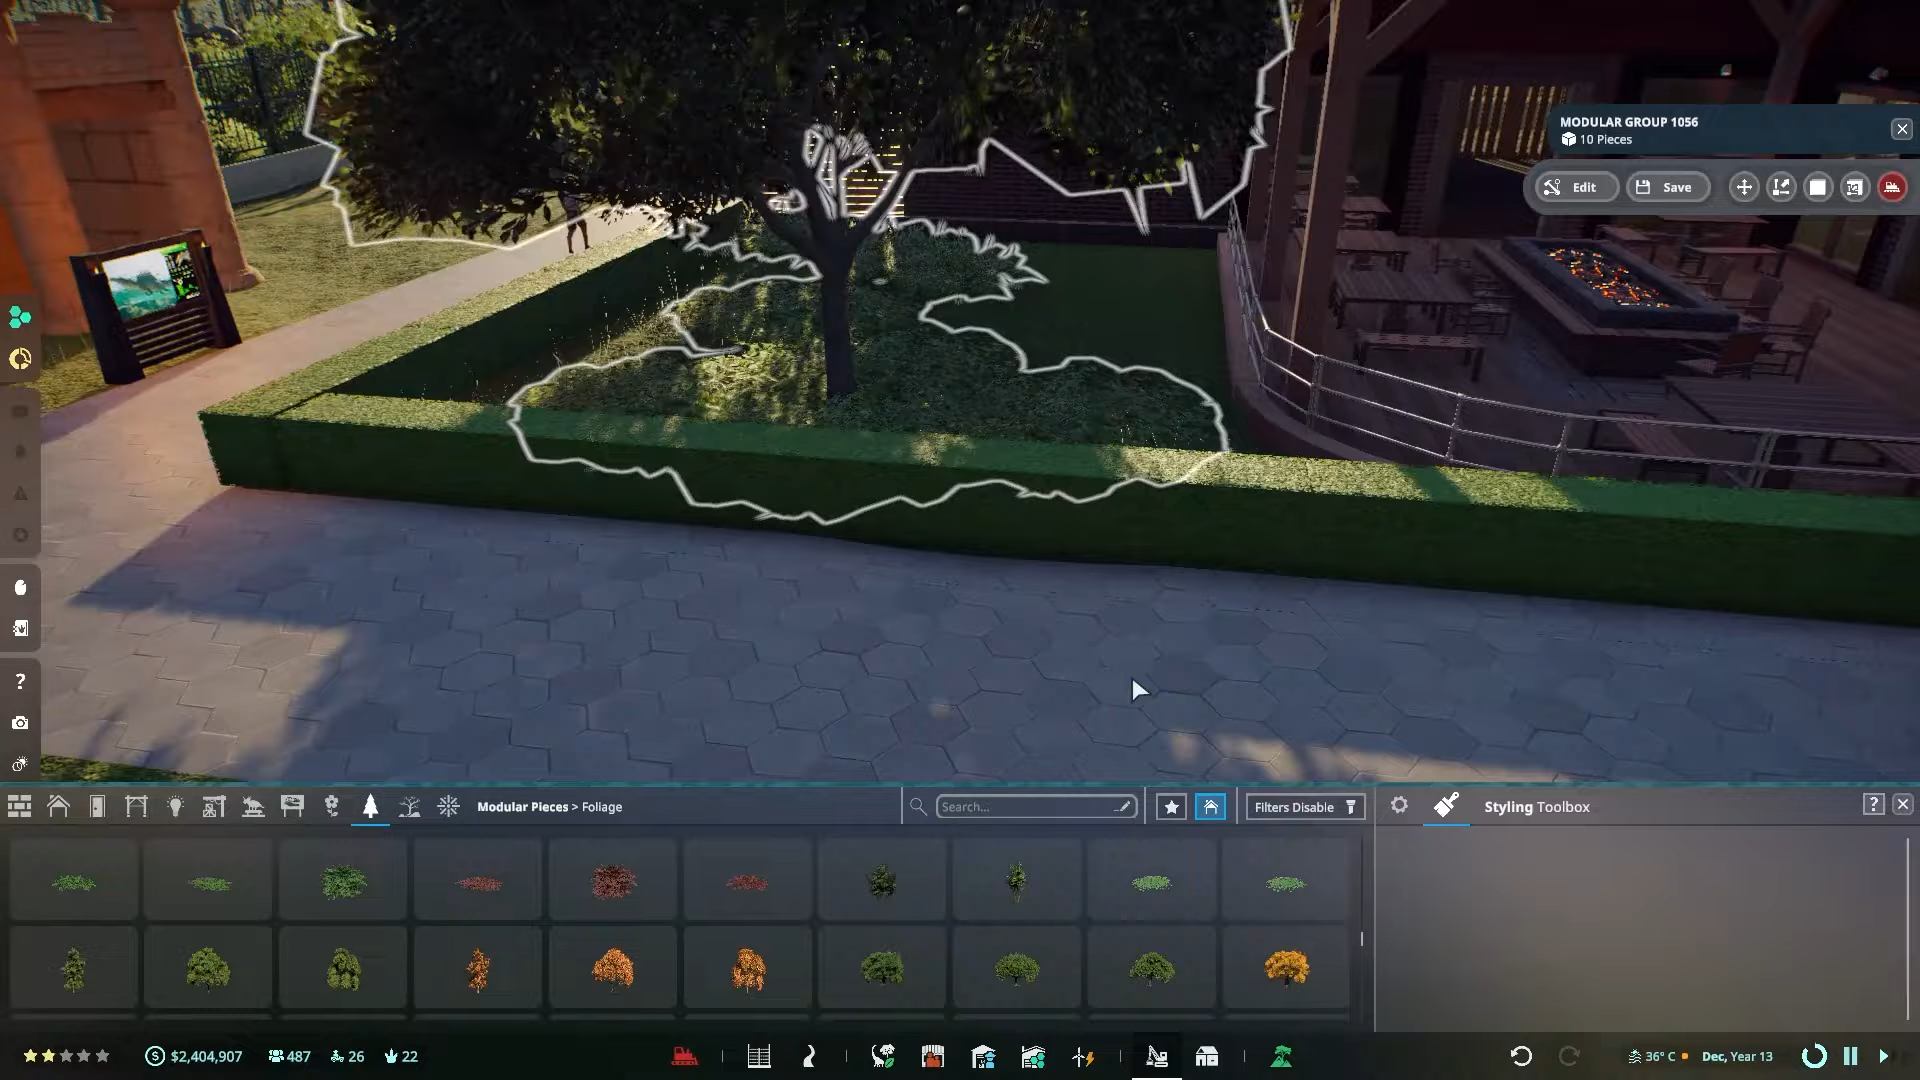 MODULAR GROUP 1056
10 Pieces
Edit
Save
?
Modular Pieces > Foliage
Search...
Filters Disable
Styling Toolbox
?
$2,404,907
487
26
22
36° C
Dec, Year 13